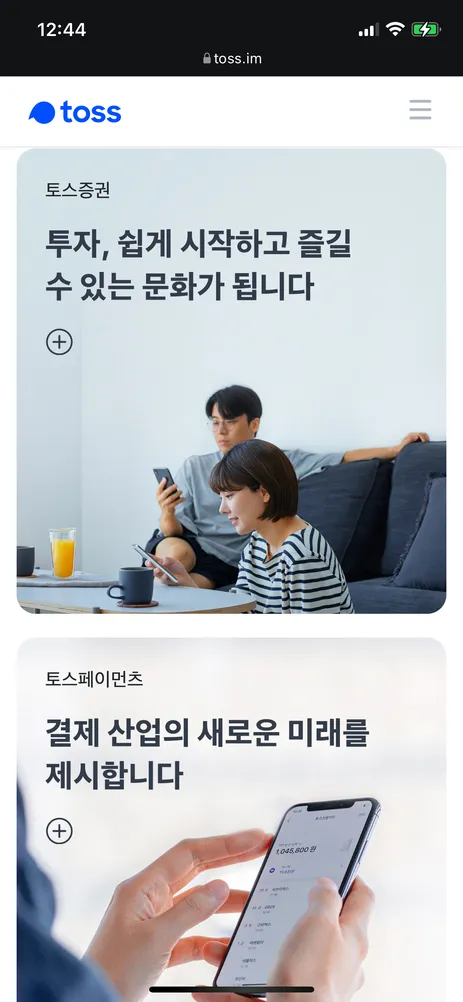 12:44
toss.im
toss
토스증권
투자, 쉽게 시작하고 즐길
수 있는 문화가 됩니다
토스페이먼츠
결제 산업의 새로운 미래를
제시합니다
1,045,800 원